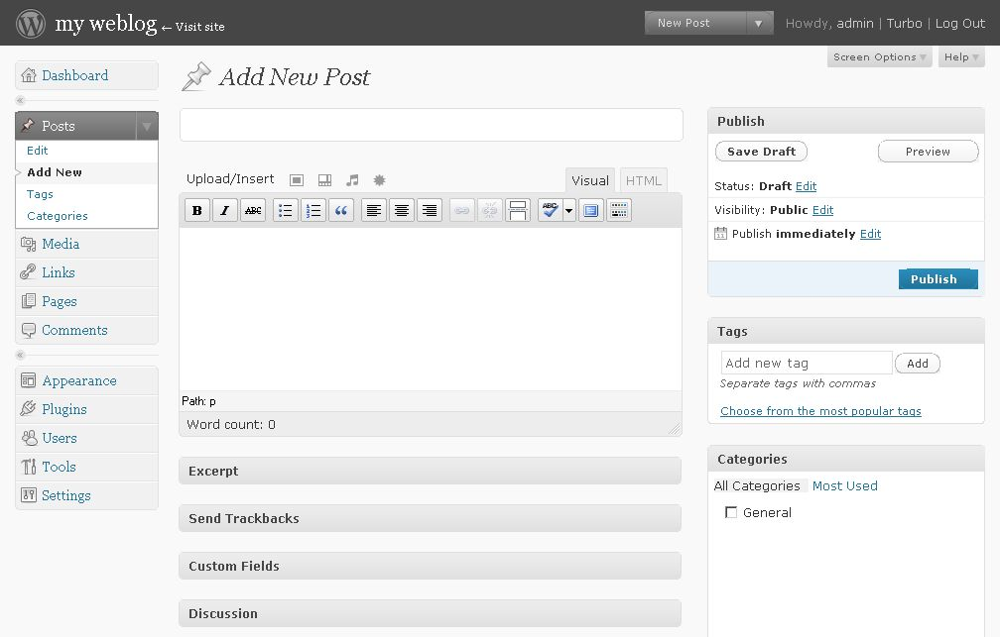 my weblog ← Visit site
New Post
Howdy, admin | Turbo | Log Out
Screen Options
Help
Dashboard
Posts
Edit
Add New
Tags
Categories
Media
Links
Pages
Comments
Appearance
Plugins
Users
Tools
Settings
Add New Post
Upload/Insert
Visual
HTML
B I ABC
ABC
Path: p
Word count: 0
Excerpt
Send Trackbacks
Custom Fields
Discussion
Publish
Save Draft
Preview
Status: Draft Edit
Visibility: Public Edit
Publish immediately Edit
Publish
Tags
Add new tag
Add
Separate tags with commas
Choose from the most popular tags
Categories
All Categories Most Used
General